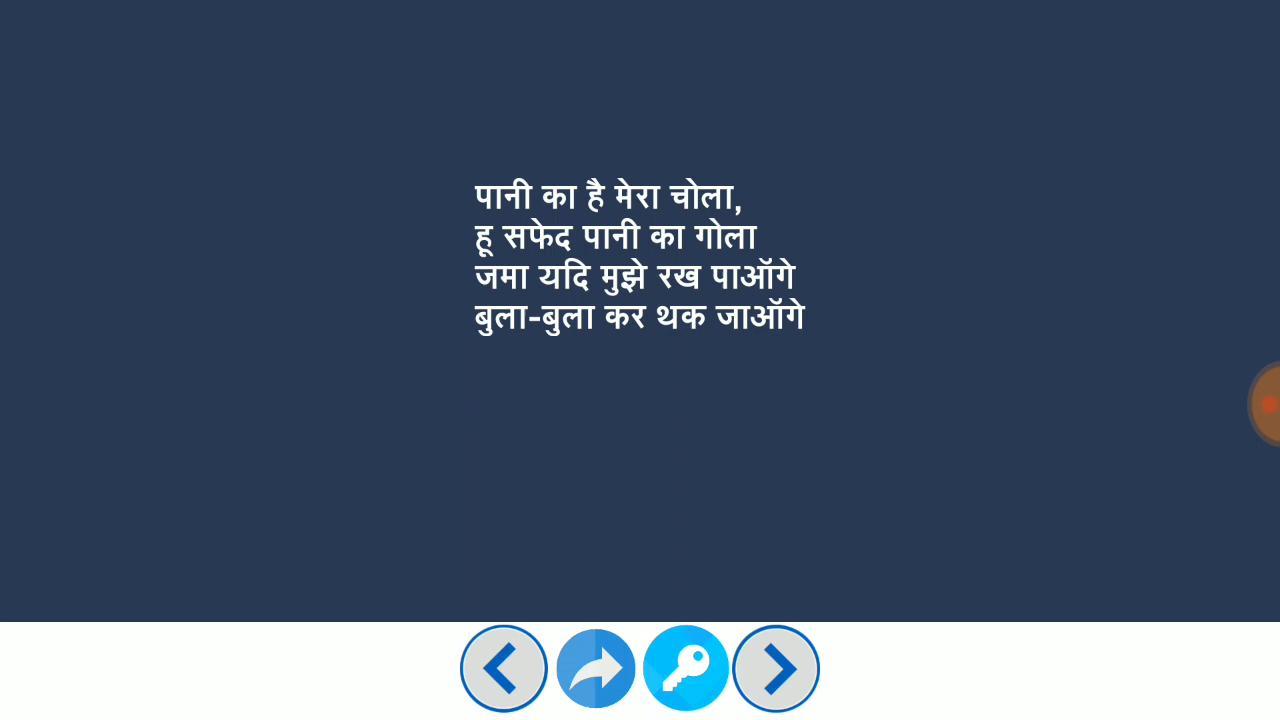 पानी का है मेरा चोला,
हू सफेद पानी का गोला
जमा यदि मुझे रख पाऑगे
बुला-बुला कर थक जाऑगे